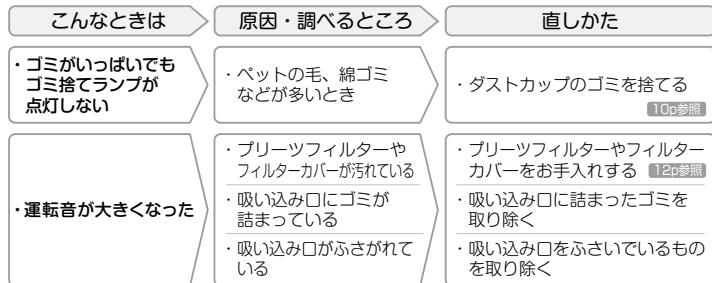 こんなときは
原因・調べるところ
直しかた
・ゴミがいっぱいでも
ゴミ捨てランプが
点灯しない
・ペットの毛、綿ゴミ
などが多いとき
・ダストカップのゴミを捨てる
10p参照
・運転音が大きくなった
・プリーツフィルターや
フィルターカバーが汚れている
・プリーツフィルターやフィルター
カバーをお手入れする 12p参照
・吸い込み口にゴミが
詰まっている
・吸い込み口に詰まったゴミを
取り除く
・吸い込み口がふさがれて
いる
・吸い込み口をふさいでいるもの
を取り除く